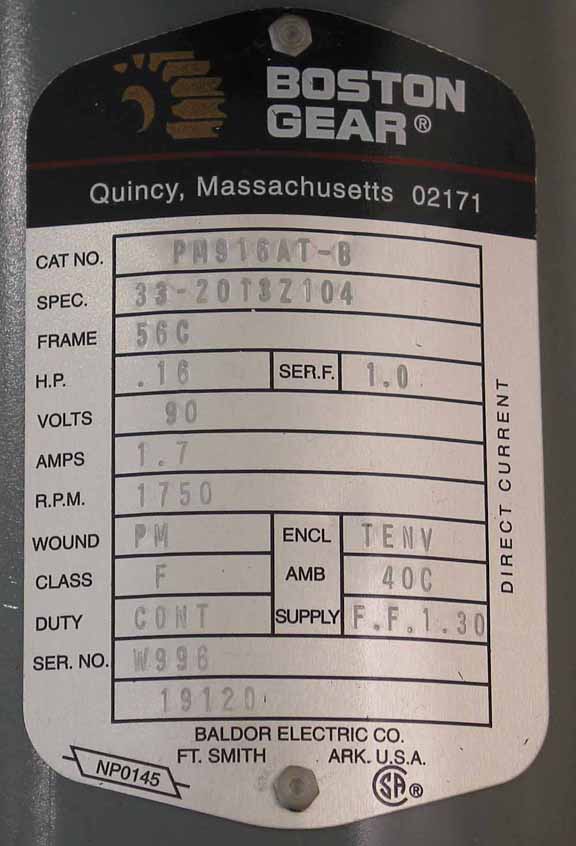 BOSTON
GEAR®
Quincy, Massachusetts 02171
CAT NO. PM916AT-B
SPEC. 33-2013Z104
FRAME 56C
H.P. .16 SER.F. 1.0
VOLTS 90
AMPS 1.7
R.P.M. 1750
WOUND PM ENCL TENV
CLASS F AMB 40C
DUTY CONT SUPPLY F.F.1.30
SER. NO. W996
19120
DIRECT CURRENT
BALDOR ELECTRIC CO.
FT. SMITH ARK. U.S.A.
NP0145
SA®